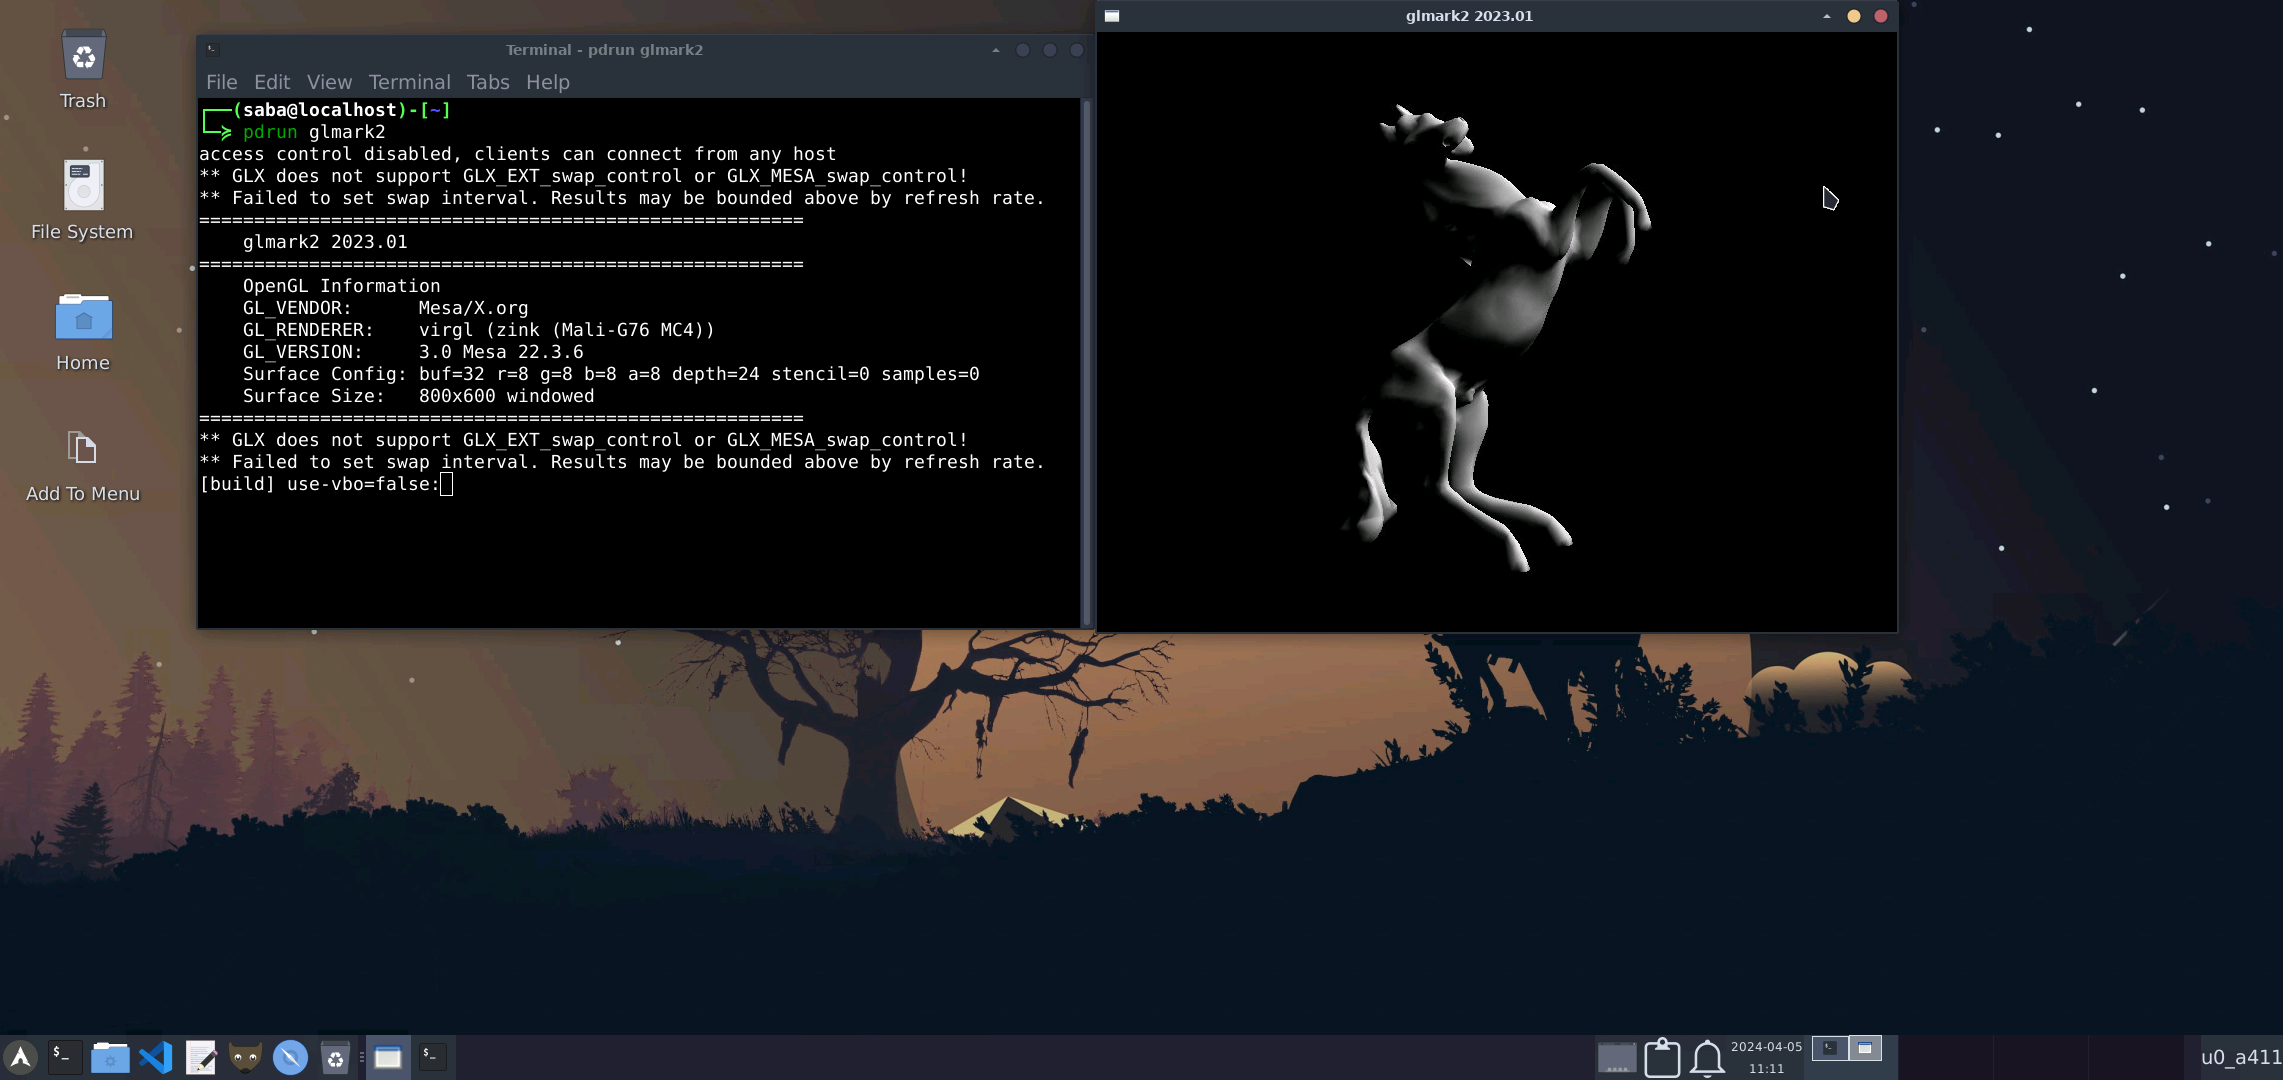 Trash
File System
Home
Add To Menu
Terminal - pdrun glmark2
File Edit View Terminal Tabs Help
(saba@localhost)-[~]
pdrun glmark2
access control disabled, clients can connect from any host
** GLX does not support GLX_EXT_swap_control or GLX_MESA_swap_control!
** Failed to set swap interval. Results may be bounded above by refresh rate.
=======================================================
glmark2 2023.01
=======================================================
OpenGL Information
GL_VENDOR: Mesa/X.org
GL_RENDERER: virgl (zink (Mali-G76 MC4))
GL_VERSION: 3.0 Mesa 22.3.6
Surface Config: buf=32 r=8 g=8 b=8 a=8 depth=24 stencil=0 samples=0
Surface Size: 800x600 windowed
=======================================================
** GLX does not support GLX_EXT_swap_control or GLX_MESA_swap_control!
** Failed to set swap interval. Results may be bounded above by refresh rate.
[build] use-vbo=false:
glmark2 2023.01
2024-04-05
11:11
u0_a411